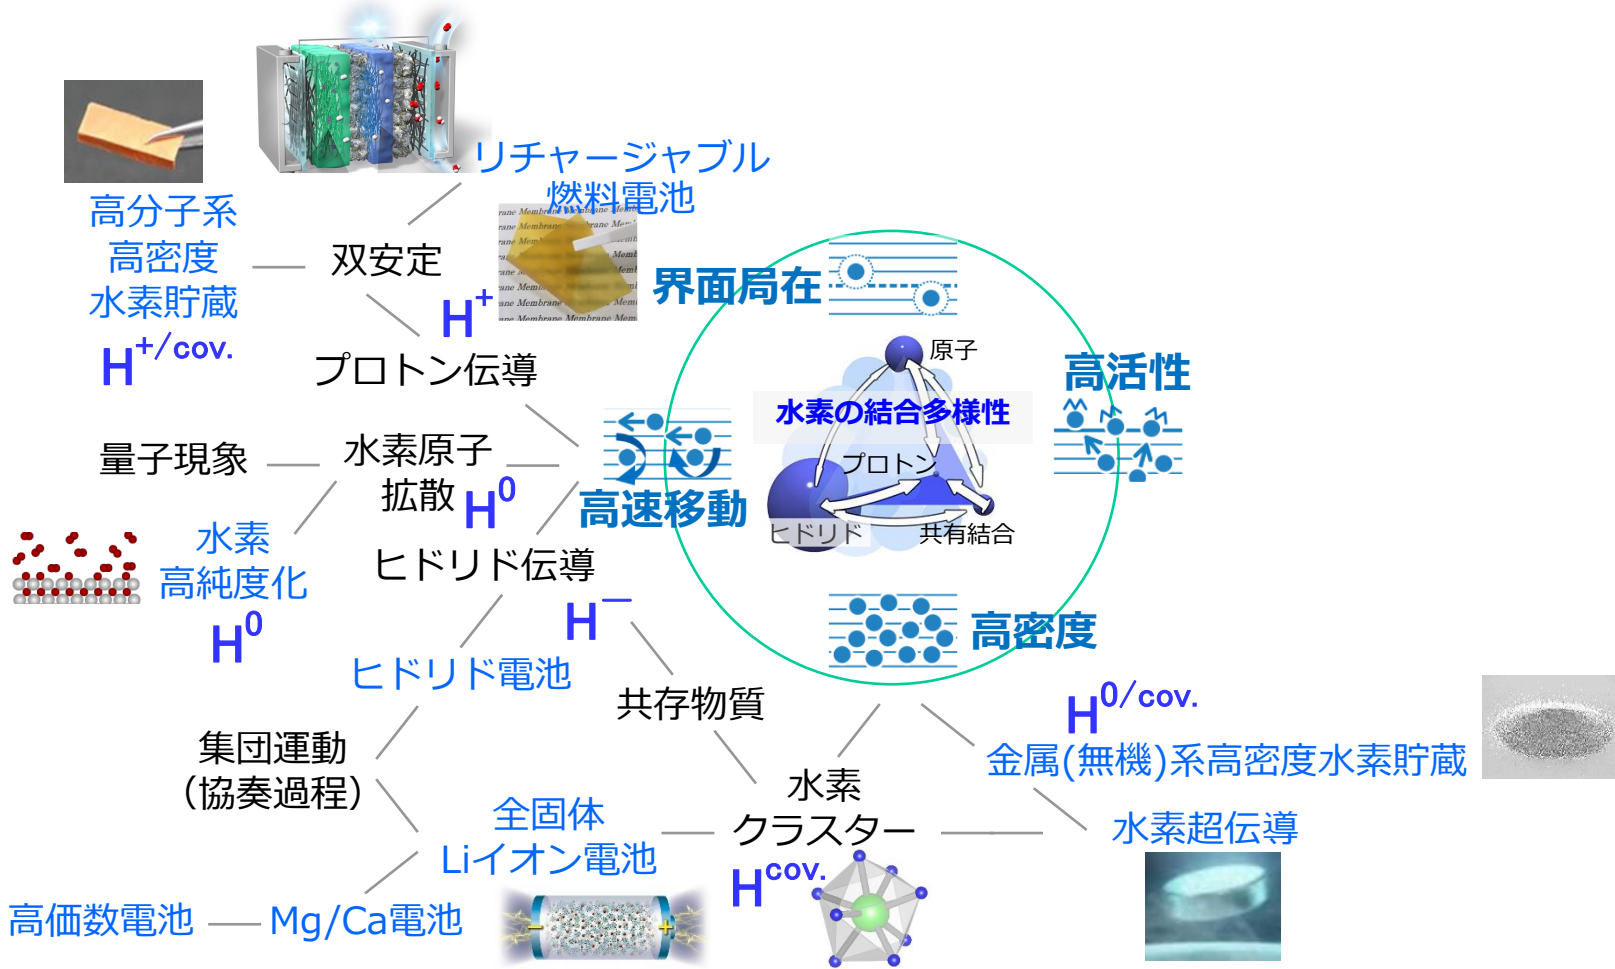 リチャージャブル
燃料電池
高分子系
高密度
水素貯蔵
H+/cov.
双安定
H+
プロトン伝導
界面局在
原子
水素の結合多様性
プロトン
ヒドリド
共有結合
高活性
量子現象
水素原子
拡散
H0
高速移動
水素
高純度化
H0
ヒドリド伝導
H−
ヒドリド電池
高密度
共存物質
H0/cov.
金属(無機)系高密度水素貯蔵
集団運動
（協奏過程）
水素
クラスター
Hcov.
水素超伝導
全固体
Liイオン電池
−
+
高価数電池
Mg/Ca電池